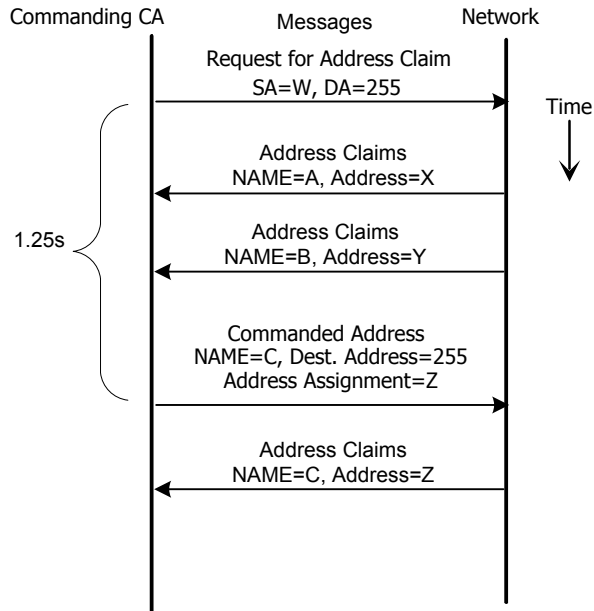 Commanding CA
Messages
Network
Request for Address Claim
SA=W, DA=255
Time
Address Claims
NAME=A, Address=X
1.25s
Address Claims
NAME=B, Address=Y
Commanded Address
NAME=C, Dest. Address=255
Address Assignment=Z
Address Claims
NAME=C, Address=Z